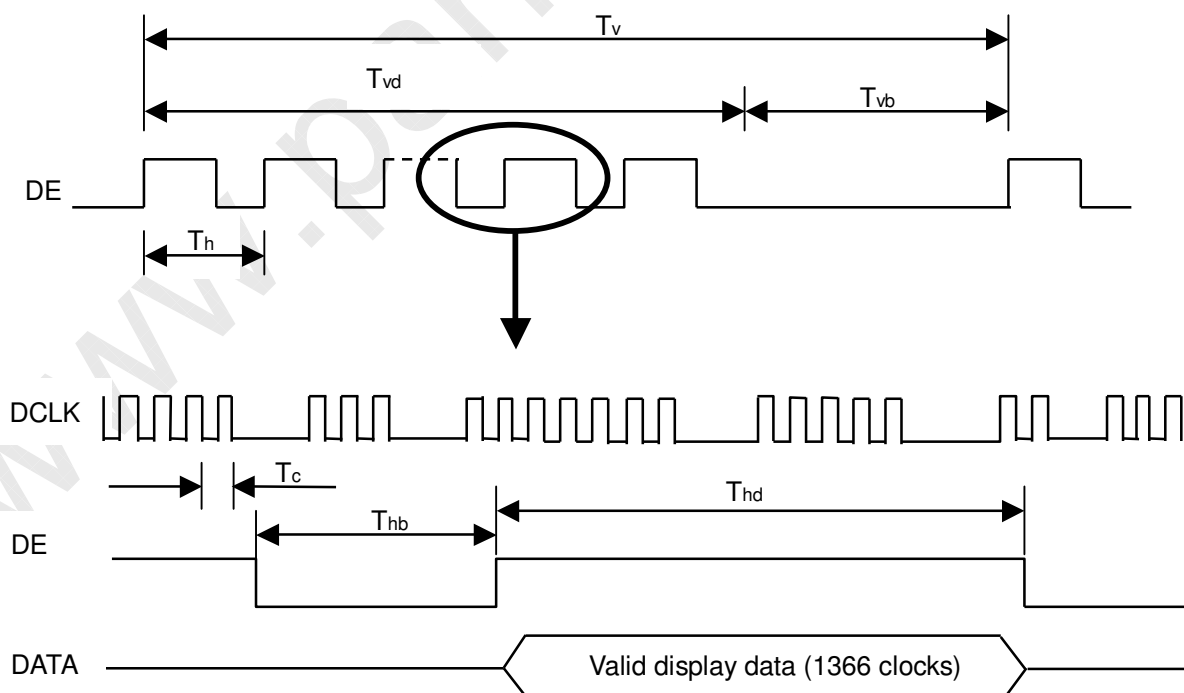 Tv
Tvd
Tvb
DE
Th
DCLK
Tc
Thd
Thb
DE
DATA
Valid display data (1366 clocks)